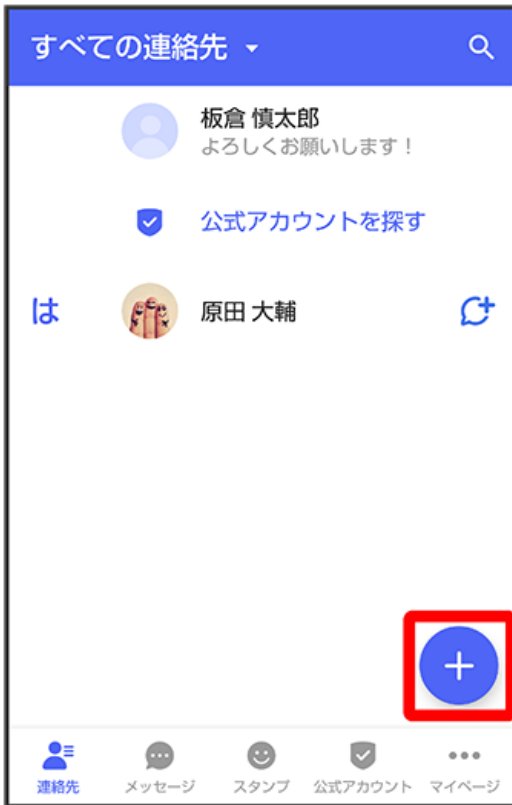 すべての連絡先
板倉 慎太郎
よろしくお願いします！
公式アカウントを探す
は 原田 大輔
連絡先 メッセージ スタンプ 公式アカウント マイページ